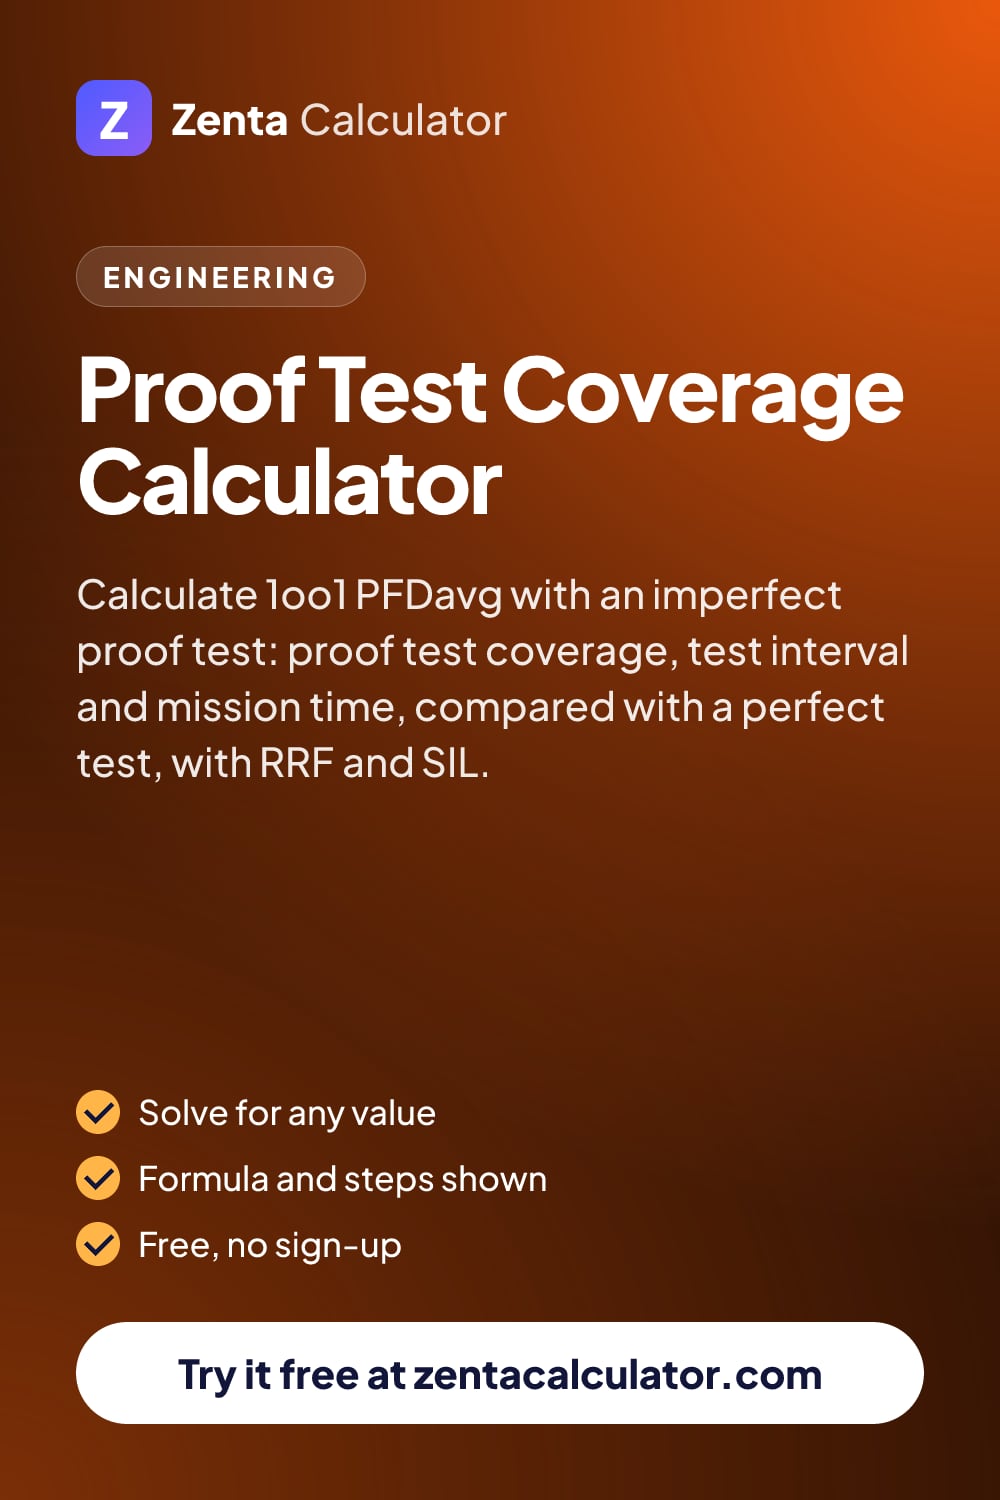 Z
Zenta Calculator
ENGINEERING
Proof Test Coverage
Calculator
Calculate 1oo1 PFDavg with an imperfect
proof test: proof test coverage, test interval
and mission time, compared with a perfect
test, with RRF and SIL.
Solve for any value
Formula and steps shown
Free, no sign-up
Try it free at zentacalculator.com